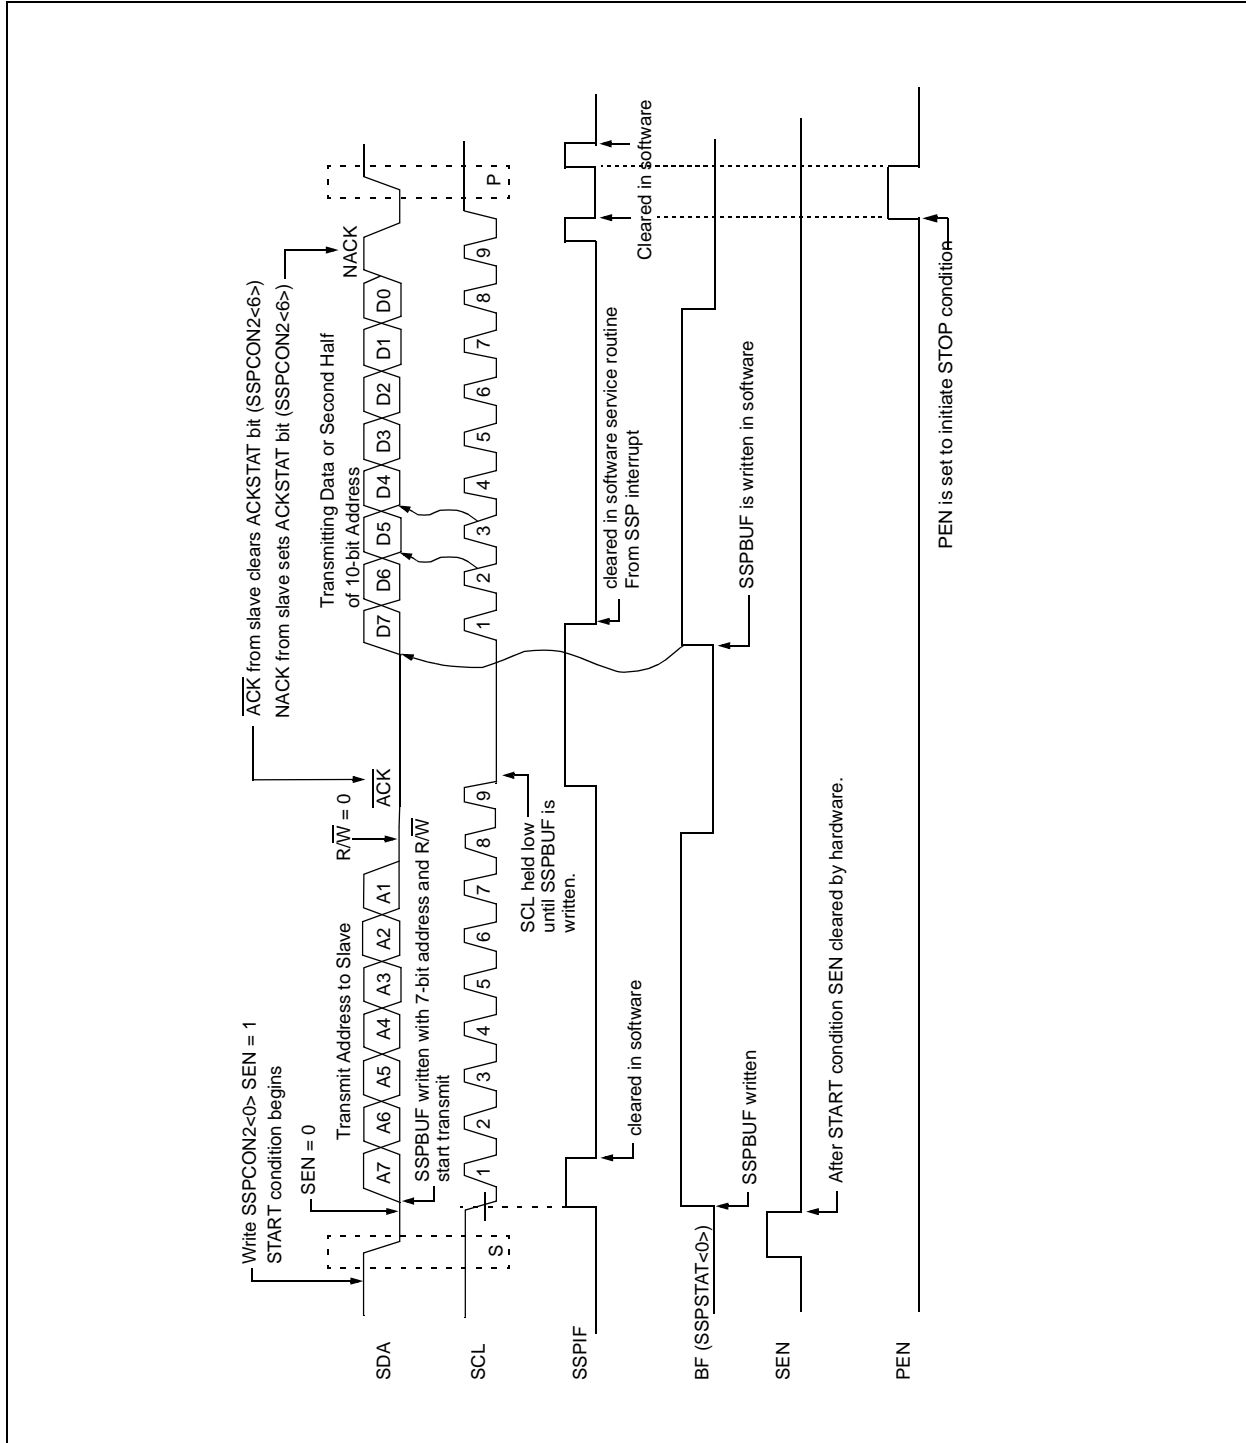 Write SSPCON2<0> SEN = 1
START condition begins
SEN = 0
Transmit Address to Slave
R/W = 0
ACK
ACK from slave clears ACKSTAT bit (SSPCON2<6>)
NACK from slave sets ACKSTAT bit (SSPCON2<6>)
Transmitting Data or Second Half
of 10-bit Address
NACK
SDA
A7 A6 A5 A4 A3 A2 A1
D7 D6 D5 D4 D3 D2 D1 D0
SSPBUF written with 7-bit address and R/W
start transmit
SCL
S
1 2 3 4 5 6 7 8 9
1 2 3 4 5 6 7 8 9
P
SCL held low
until SSPBUF is
written.
SSPIF
cleared in software
cleared in software service routine
From SSP interrupt
Cleared in software
BF (SSPSTAT<0>)
SSPBUF written
SSPBUF is written in software
SEN
After START condition SEN cleared by hardware.
PEN
PEN is set to initiate STOP condition